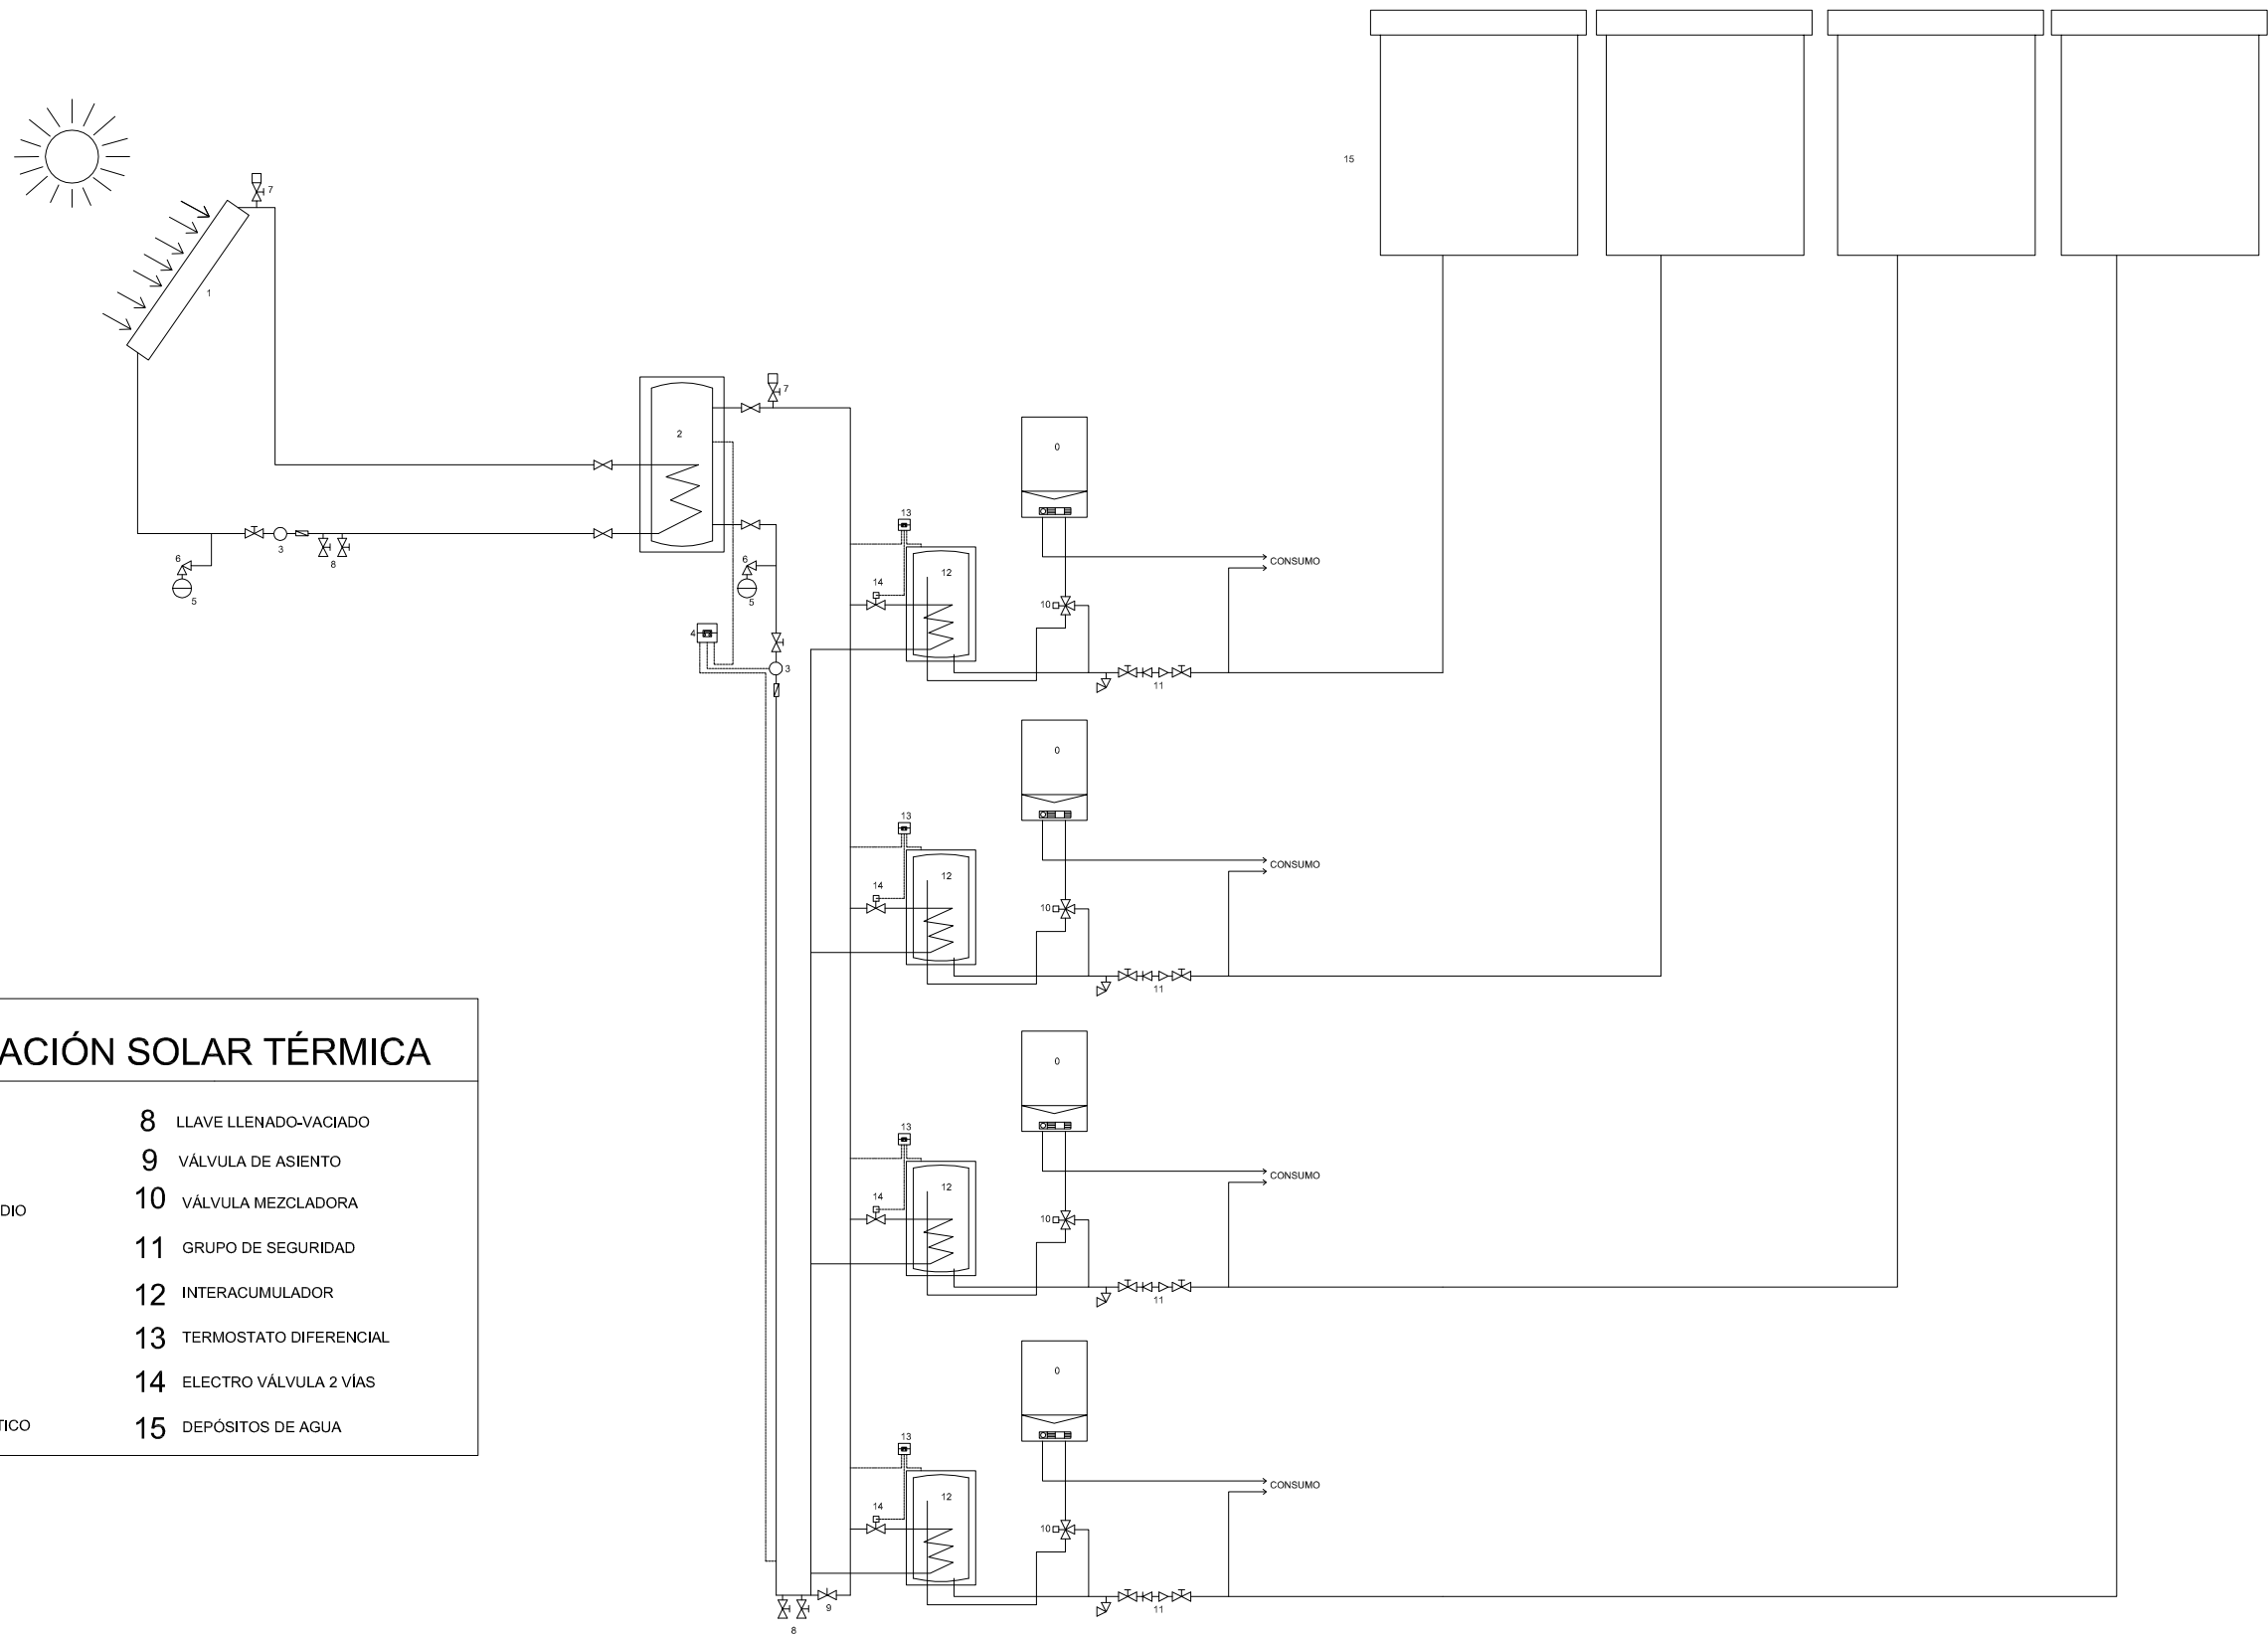 15
7
1
7
2
0
13
3
6
8
5
6
5
12
CONSUMO
14
10
4
3
11
0
13
12
CONSUMO
14
10
11
ACIÓN SOLAR TÉRMICA
8 LLAVE LLENADO-VACIADO
9 VÁLVULA DE ASIENTO
10 VÁLVULA MEZCLADORA
DIO
11 GRUPO DE SEGURIDAD
12 INTERACUMULADOR
13 TERMOSTATO DIFERENCIAL
14 ELECTRO VÁLVULA 2 VÍAS
TICO
15 DEPÓSITOS DE AGUA
0
13
12
CONSUMO
14
10
11
0
13
12
CONSUMO
14
10
9
11
8